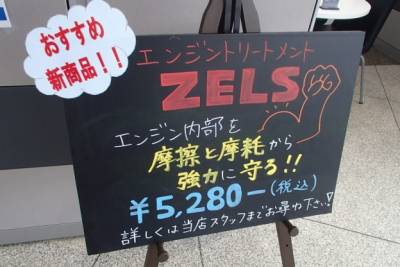 おすすめ
新商品!!
エンジントリートメント
ZELS
エンジン内部を
摩擦と摩耗から
強力に守る!!
¥5,280-(税込)
詳しくは当店スタッフまでお尋ね下さい!